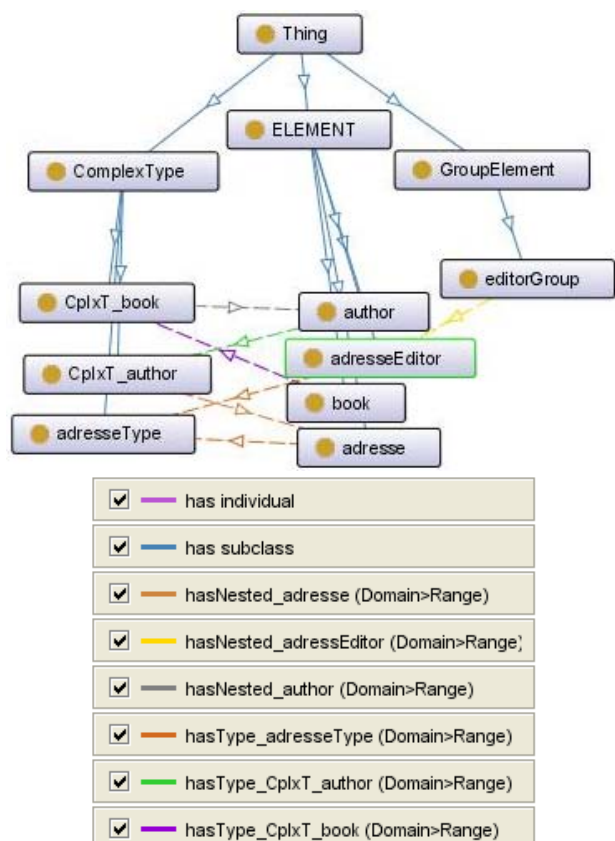 Thing
ELEMENT
ComplexType
GroupElement
editorGroup
CplxT_book
author
adresseEditor
CplxT_author
book
adresseType
adresse
has individual
has subclass
hasNested_adresse (Domain>Range)
hasNested_adressEditor (Domain>Range)
hasNested_author (Domain>Range)
hasType_adresseType (Domain>Range)
hasType_CplxT_author (Domain>Range)
hasType_CplxT_book (Domain>Range)